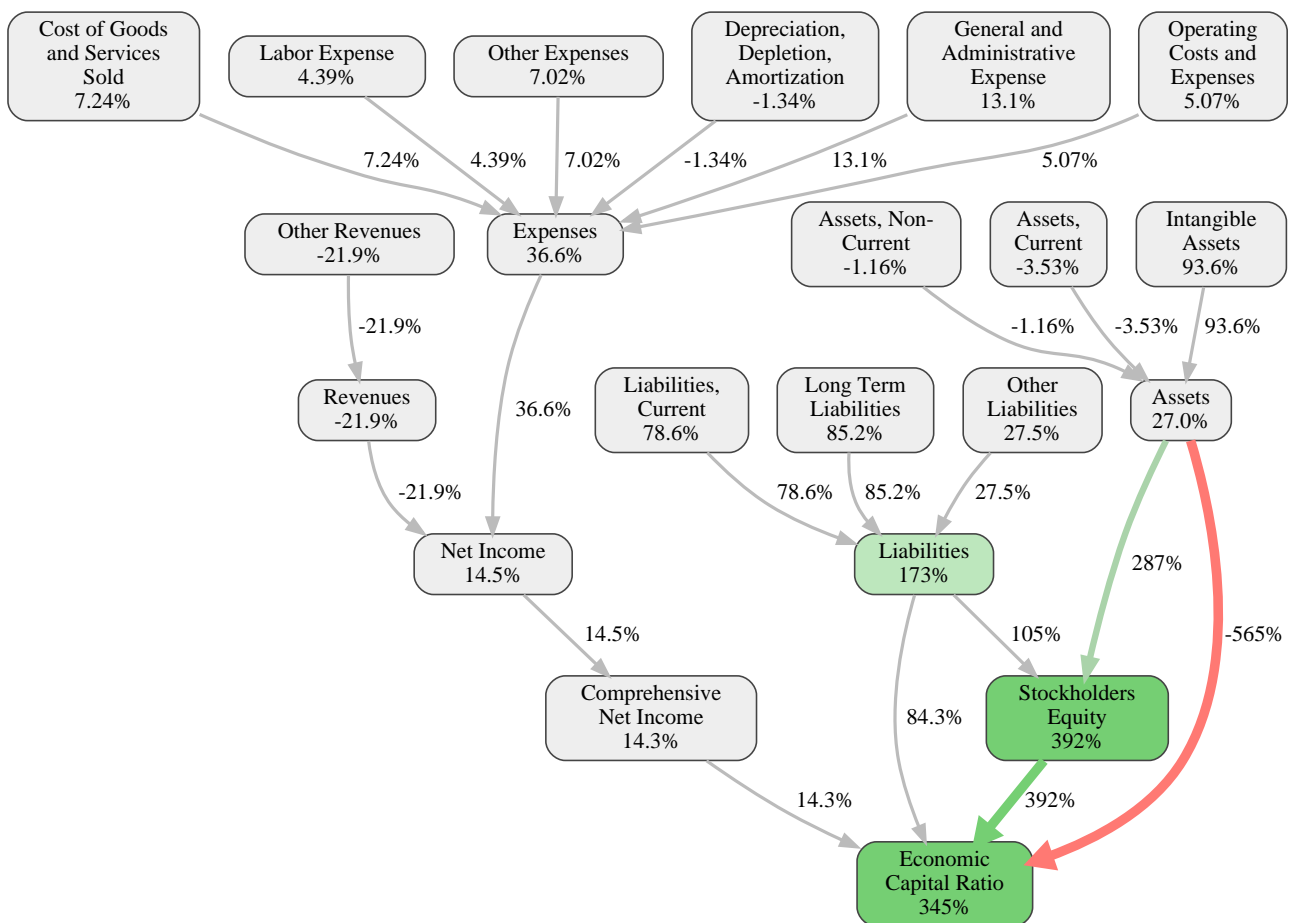 Cost of Goods
and Services
Sold
7.24%
Labor Expense
4.39%
Other Expenses
7.02%
Depreciation,
Depletion,
Amortization
-1.34%
General and
Administrative
Expense
13.1%
Operating
Costs and
Expenses
5.07%
7.24%
4.39%
7.02%
-1.34%
13.1%
5.07%
Other Revenues
-21.9%
Expenses
36.6%
Assets, Non-
Current
-1.16%
Assets,
Current
-3.53%
Intangible
Assets
93.6%
-21.9%
-1.16%
-3.53%
93.6%
Revenues
-21.9%
36.6%
Liabilities,
Current
78.6%
Long Term
Liabilities
85.2%
Other
Liabilities
27.5%
Assets
27.0%
-21.9%
78.6%
85.2%
27.5%
Net Income
14.5%
Liabilities
173%
287%
14.5%
105%
-565%
Comprehensive
Net Income
14.3%
84.3%
Stockholders
Equity
392%
14.3%
392%
Economic
Capital Ratio
345%